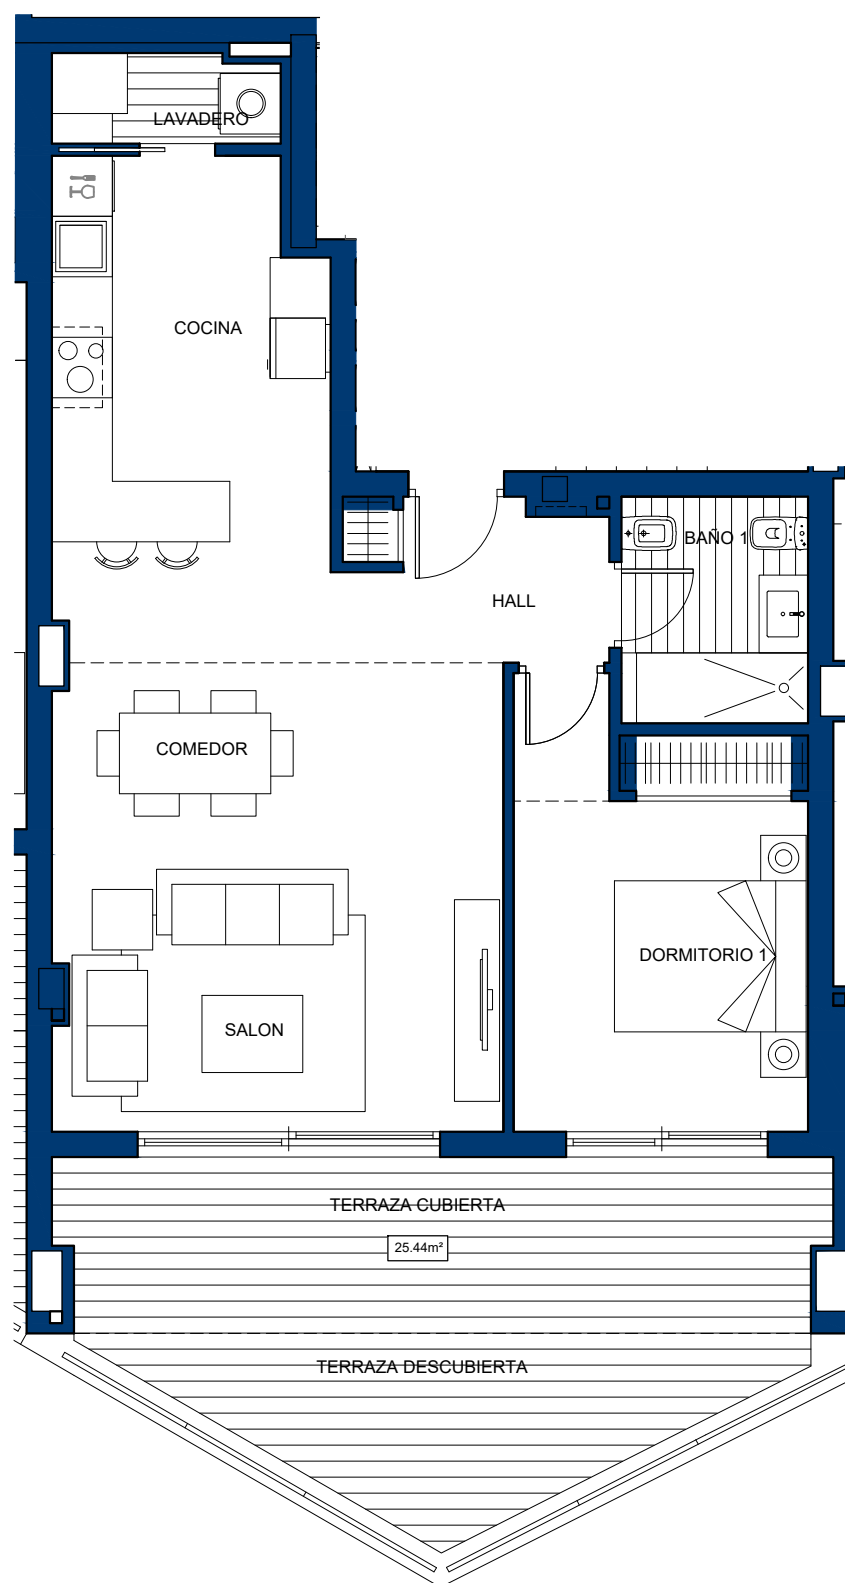 LAVADERO
COCINA
BAÑO 1
HALL
COMEDOR
DORMITORIO 1
SALON
TERRAZA CUBIERTA
25.44m²
TERRAZA DESCUBIERTA